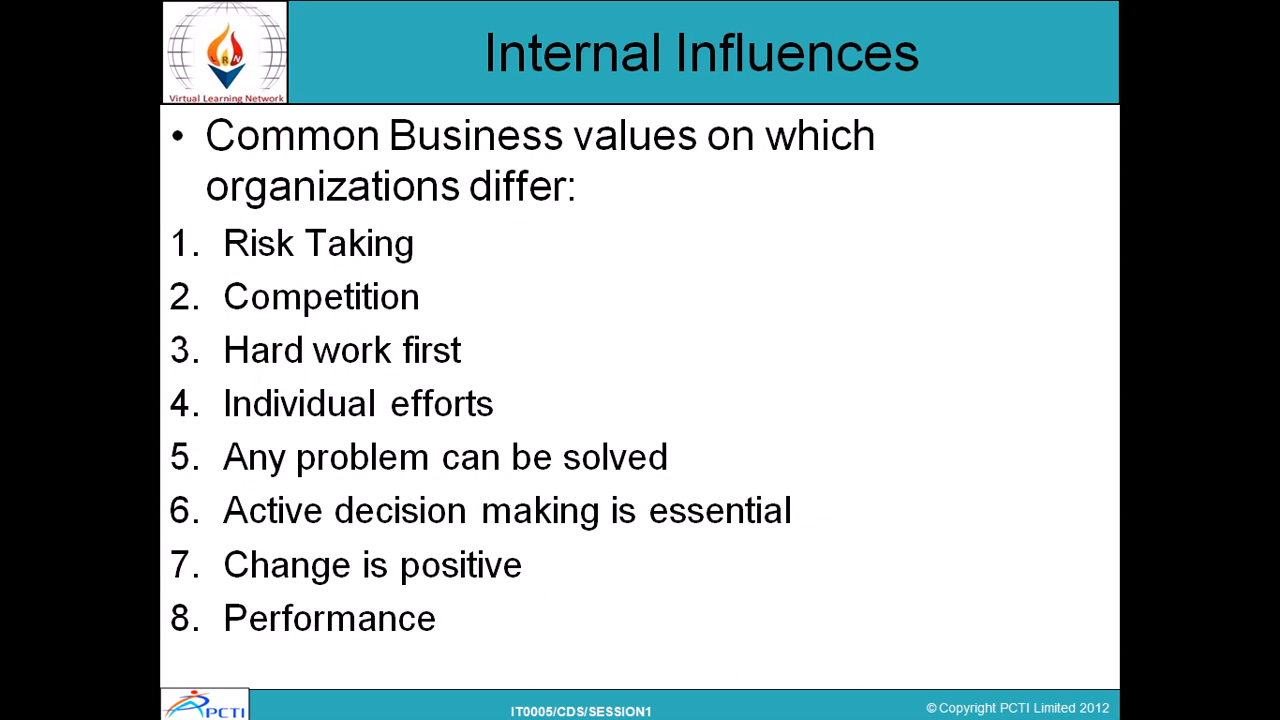 Internal Influences
LRN
Virtual Learning Network
• Common Business values on which
organizations differ:
1. Risk Taking
2. Competition
3. Hard work first
4. Individual efforts
5. Any problem can be solved
6. Active decision making is essential
7. Change is positive
8. Performance
PCTI
IT0005/CDS/SESSION1
© Copyright PCTI Limited 2012